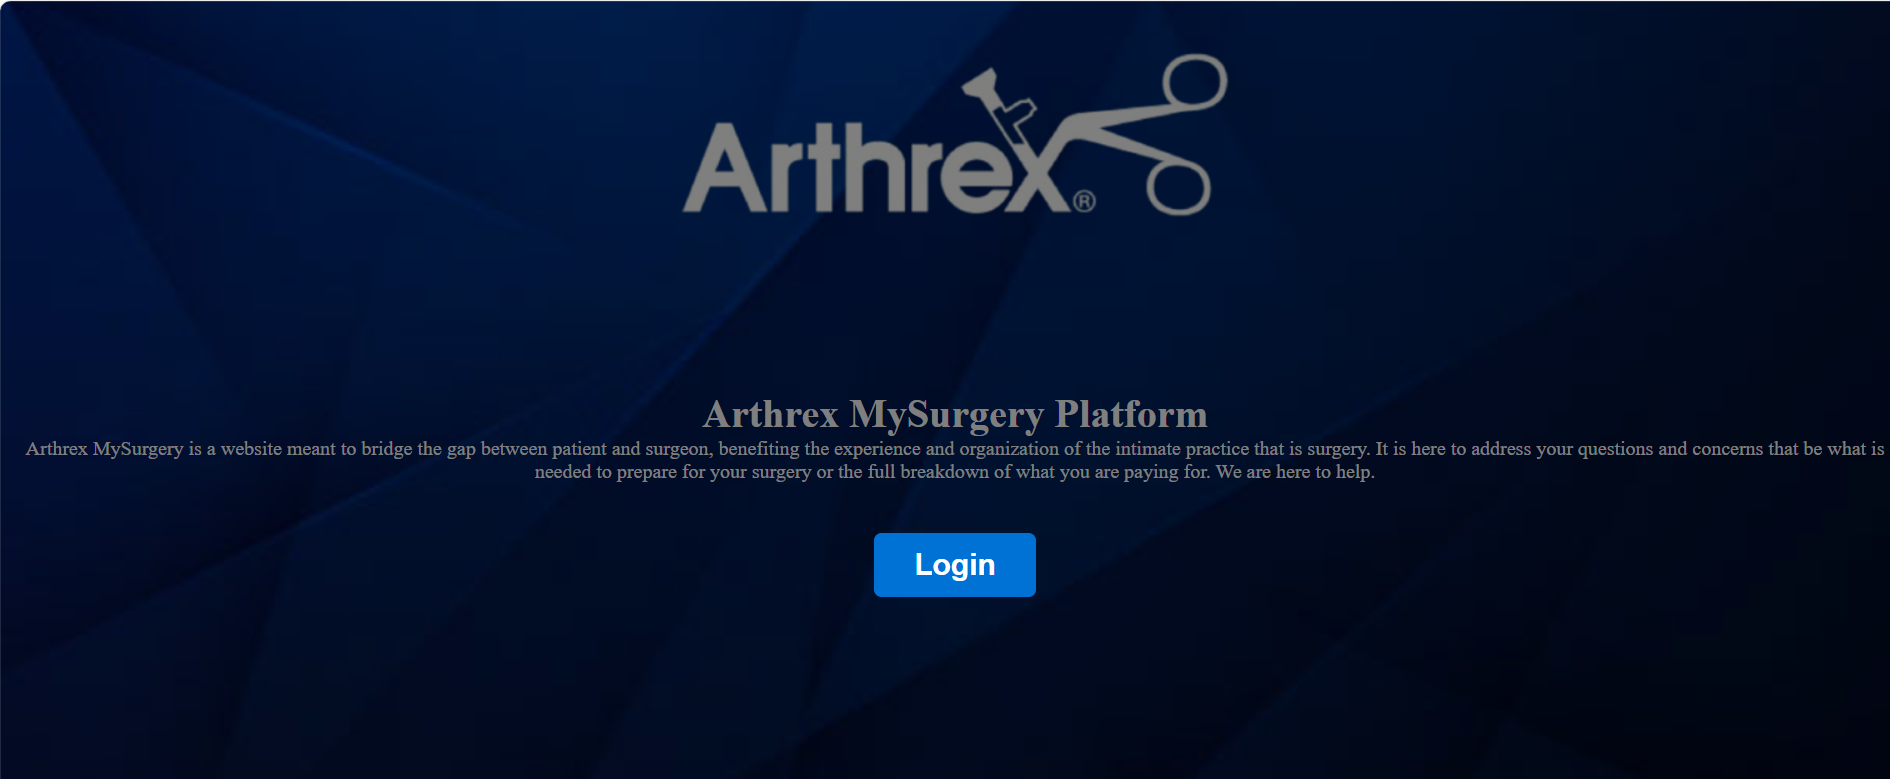 Arthrex®
Arthrex MySurgery Platform
Arthrex MySurgery is a website meant to bridge the gap between patient and surgeon, benefiting the experience and organization of the intimate practice that is surgery. It is here to address your questions and concerns that be what is
needed to prepare for your surgery or the full breakdown of what you are paying for. We are here to help.
Login